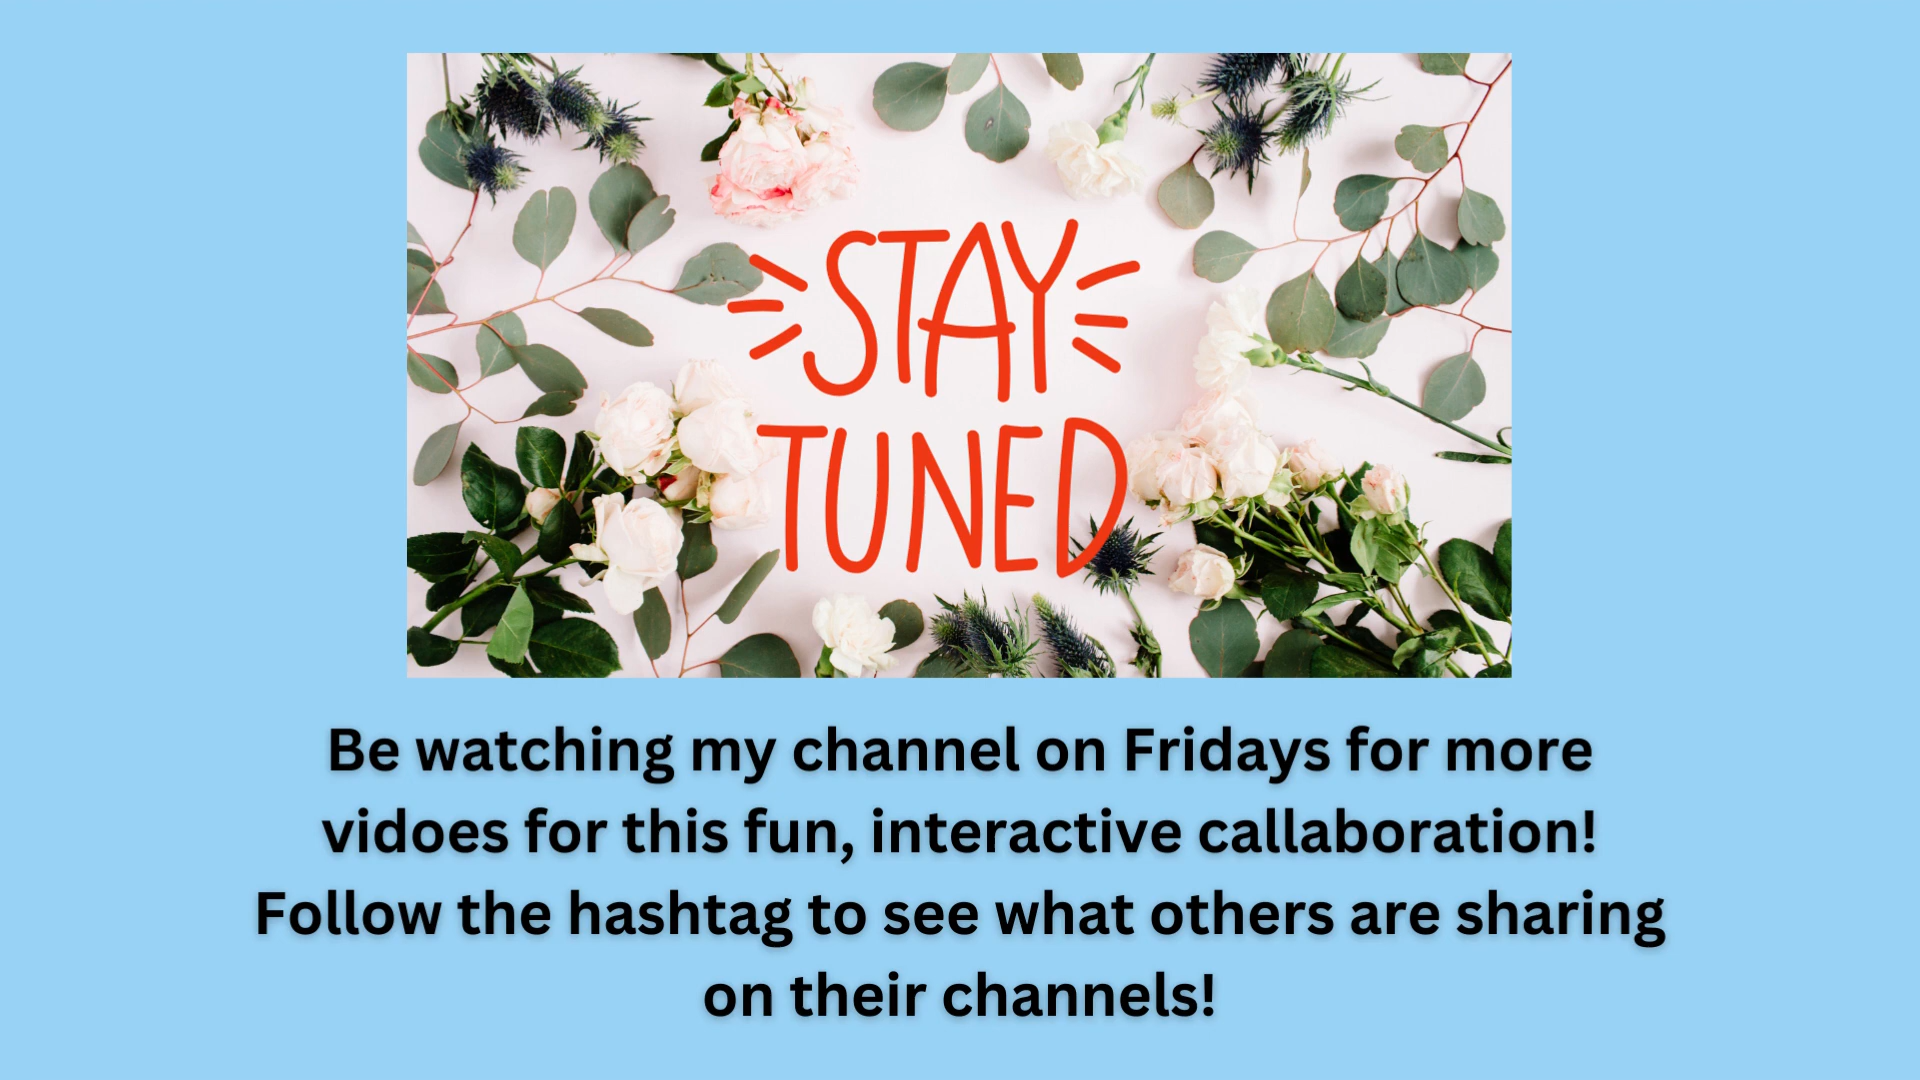 STAY
TUNED
Be watching my channel on Fridays for more
vidoes for this fun, interactive callaboration!
Follow the hashtag to see what others are sharing
on their channels!